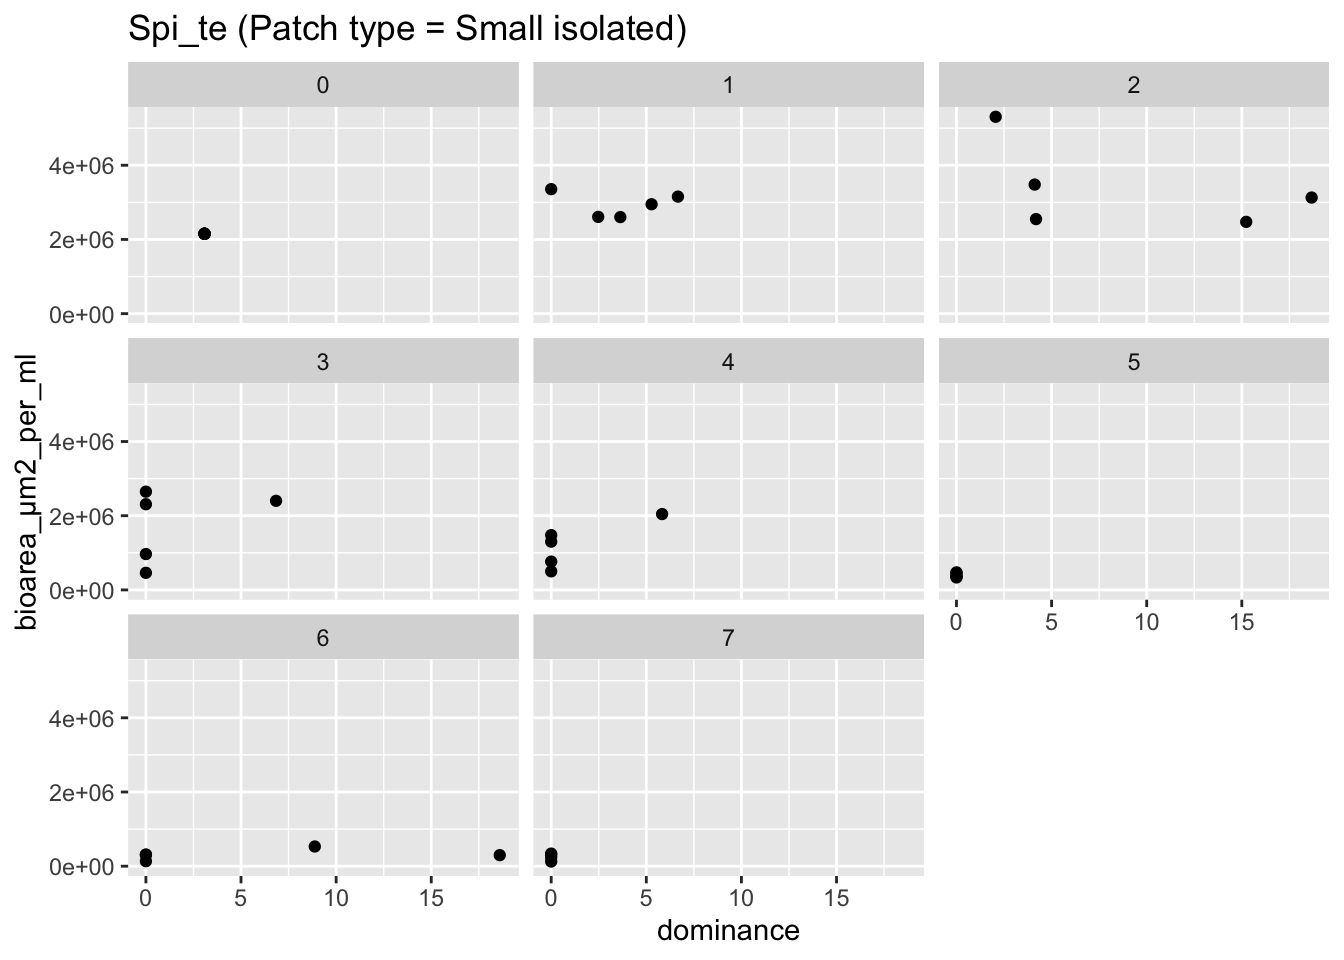 Spi_te (Patch type = Small isolated)
0 1 2
4e+06
2e+06
0e+00
3 4 5
4e+06
2e+06
0e+00
0 5 10 15
6 7
4e+06
2e+06
0e+00
0 5 10 15 0 5 10 15
bioarea_µm2_per_ml
dominance